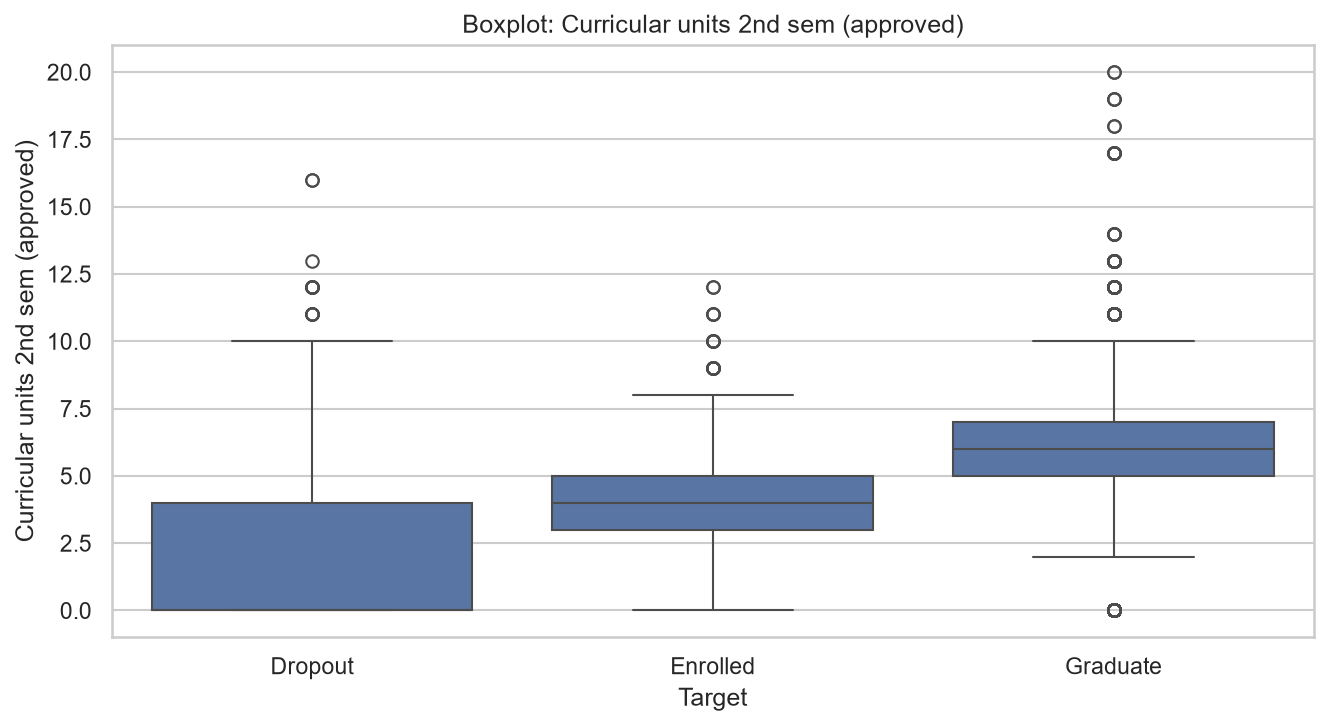 Boxplot: Curricular units 2nd sem (approved)
Curricular units 2nd sem (approved)
20.0
17.5
15.0
12.5
10.0
7.5
5.0
2.5
0.0
Dropout Enrolled Graduate
Target